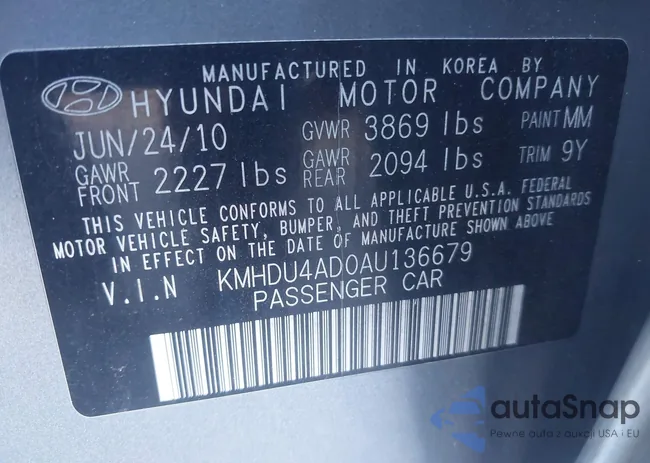 MANUFACTURED IN KOREA BY
HYUNDAI MOTOR COMPANY
JUN/24/10 GVWR 3869 lbs PAINT MM
GAWR FRONT 2227 lbs GAWR REAR 2094 lbs TRIM 9Y
THIS VEHICLE CONFORMS TO ALL APPLICABLE U.S.A. FEDERAL
MOTOR VEHICLE SAFETY, BUMPER, AND THEFT PREVENTION STANDARDS
IN EFFECT ON THE DATE OF MANUFACTURE SHOWN ABOVE
V.I.N KMHDU4AD0AU136679
PASSENGER CAR
autaSnap
Pewne auta z aukcji USA i EU